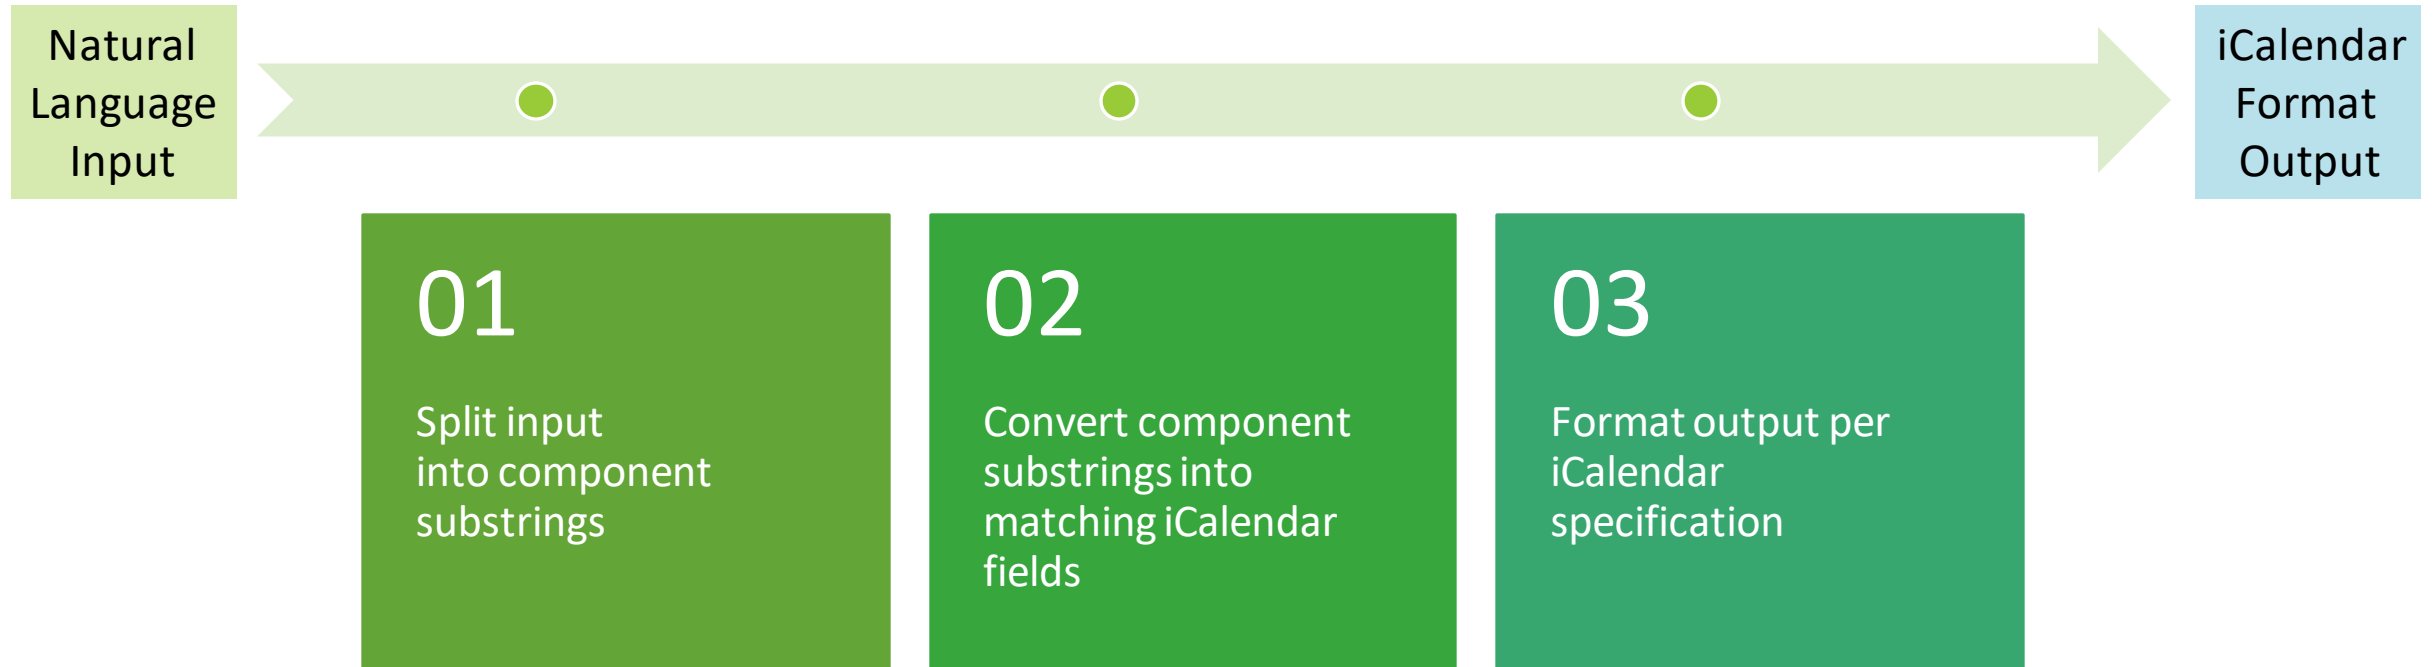 Natural
Language
Input
iCalendar
Format
Output
01
Split input
into component
substrings
02
Convert component
substrings into
matching iCalendar
fields
03
Format output per
iCalendar
specification